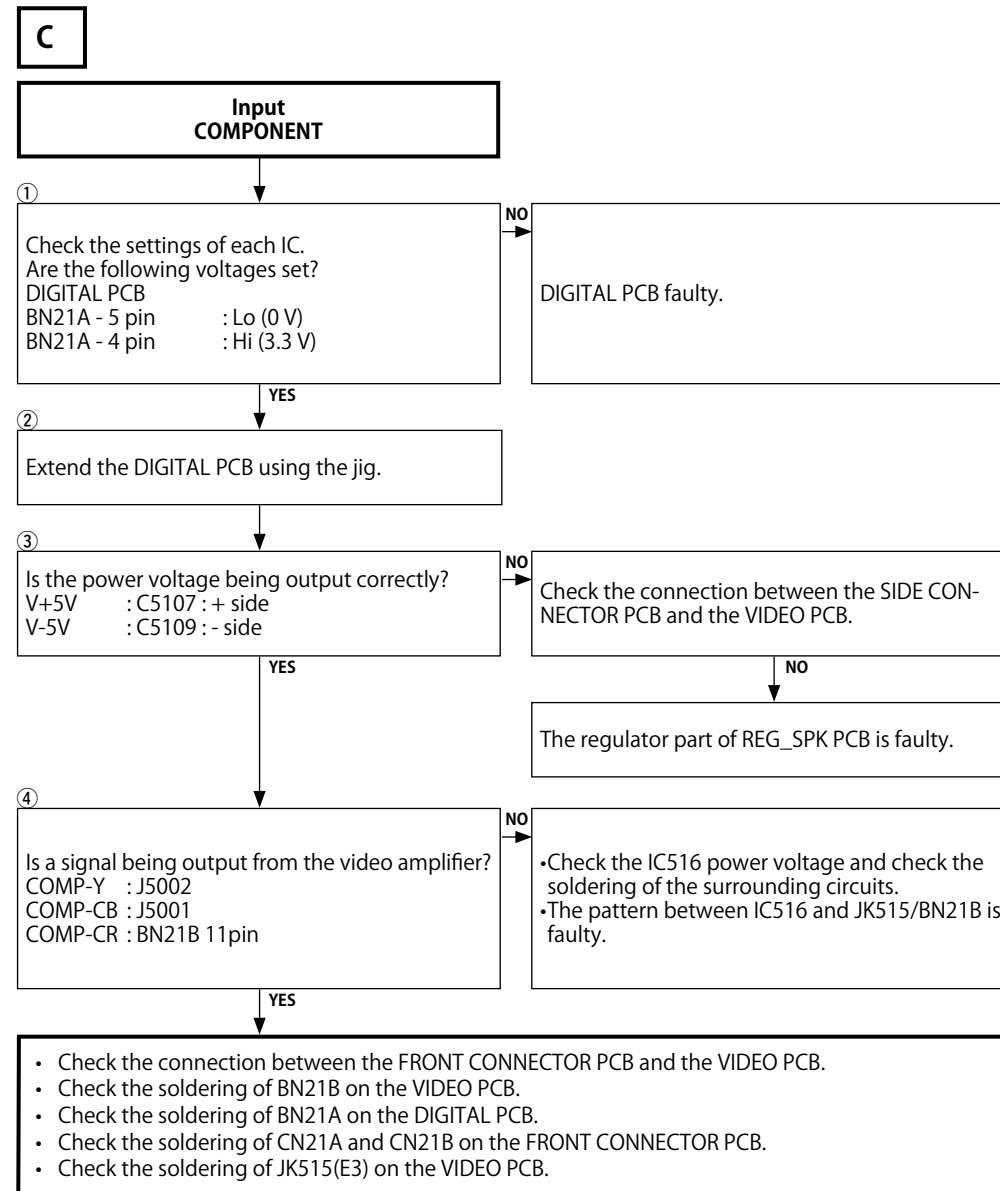 C
Input
COMPONENT
①
Check the settings of each IC.
Are the following voltages set?
DIGITAL PCB
BN21A - 5 pin : Lo (0 V)
BN21A - 4 pin : Hi (3.3 V)
NO
DIGITAL PCB faulty.
YES
②
Extend the DIGITAL PCB using the jig.
③
Is the power voltage being output correctly?
V+5V : C5107 : + side
V-5V : C5109 : - side
NO
Check the connection between the SIDE CON-
NECTOR PCB and the VIDEO PCB.
YES
NO
The regulator part of REG_SPK PCB is faulty.
④
Is a signal being output from the video amplifier?
COMP-Y : J5002
COMP-CB : J5001
COMP-CR : BN21B 11pin
NO
•Check the IC516 power voltage and check the
soldering of the surrounding circuits.
•The pattern between IC516 and JK515/BN21B is
faulty.
YES
• Check the connection between the FRONT CONNECTOR PCB and the VIDEO PCB.
• Check the soldering of BN21B on the VIDEO PCB.
• Check the soldering of BN21A on the DIGITAL PCB.
• Check the soldering of CN21A and CN21B on the FRONT CONNECTOR PCB.
• Check the soldering of JK515(E3) on the VIDEO PCB.